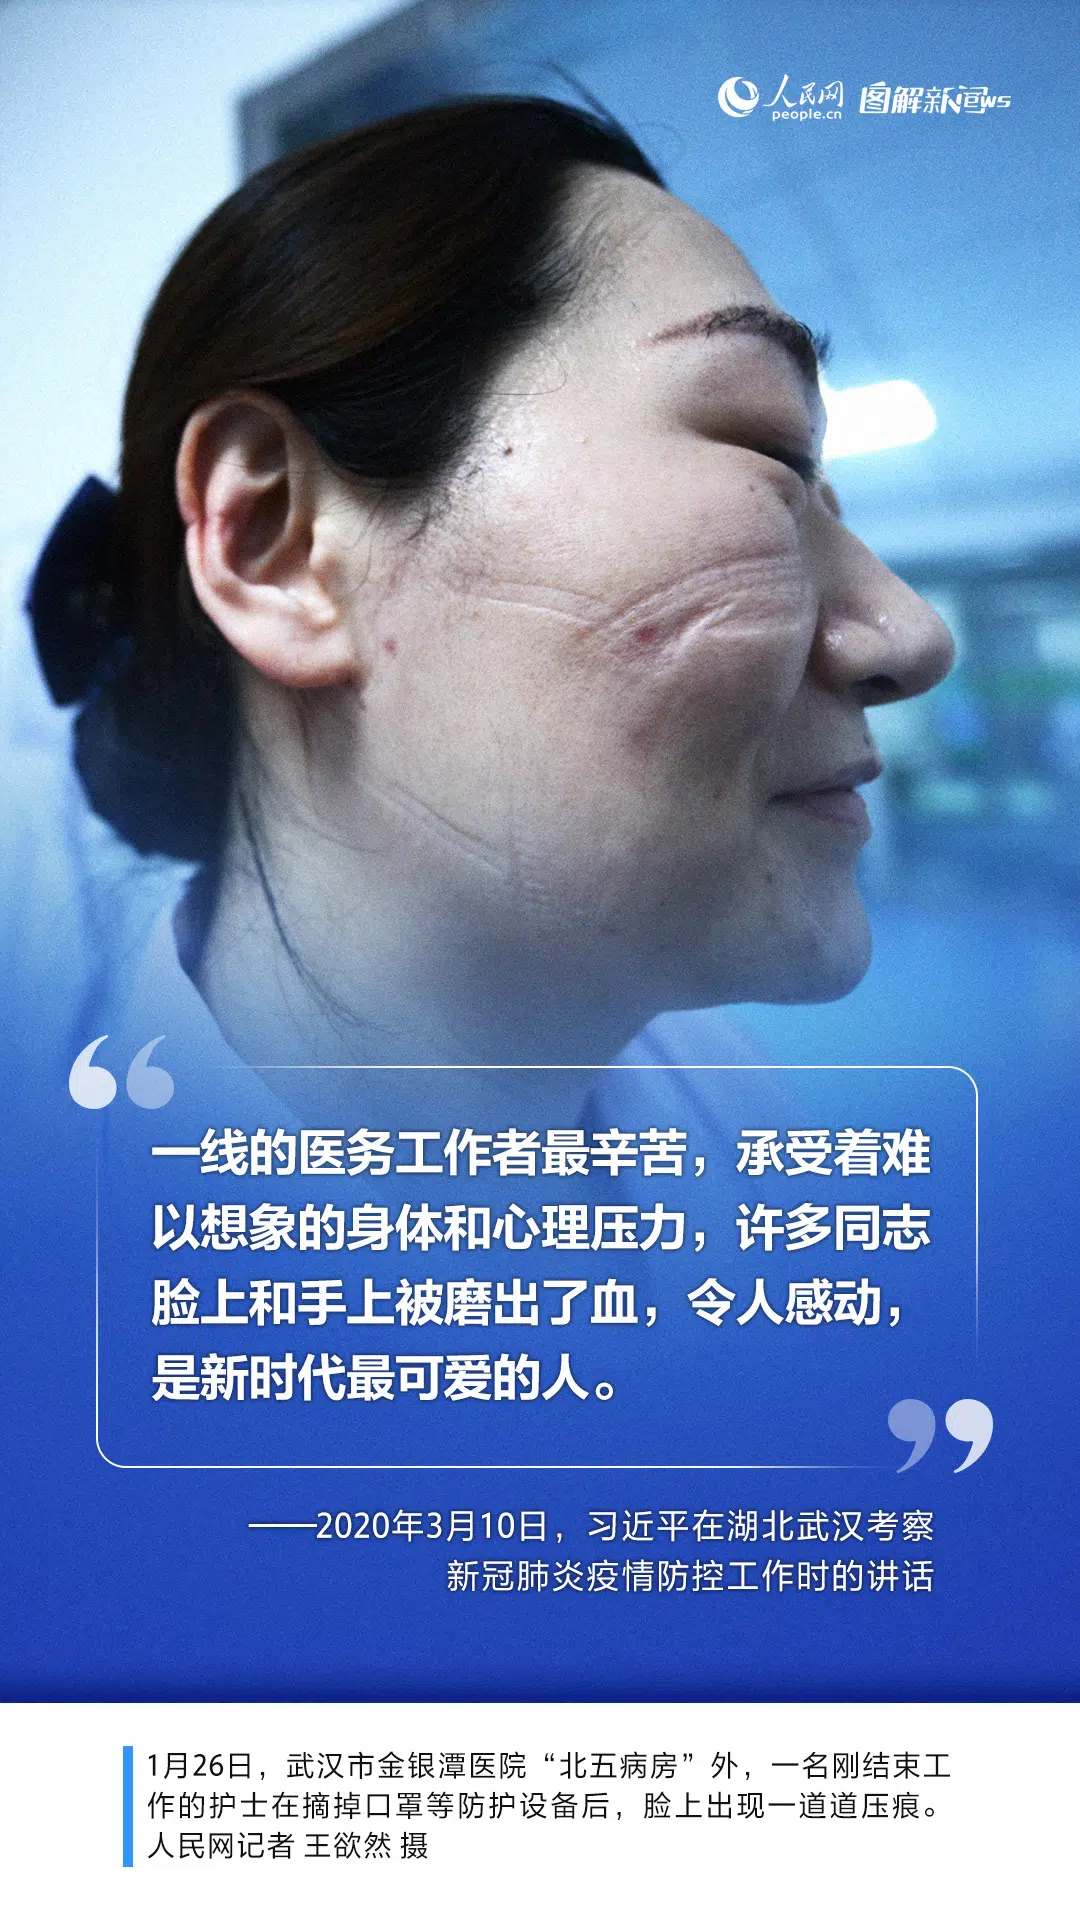 人民网 图解新闻news
people.cn
一线的医务工作者最辛苦，承受着难
以想象的身体和心理压力，许多同志
脸上和手上被磨出了血，令人感动，
是新时代最可爱的人。
——2020年3月10日，习近平在湖北武汉考察
新冠肺炎疫情防控工作时的讲话
1月26日，武汉市金银潭医院“北五病房”外，一名刚结束工
作的护士在摘掉口罩等防护设备后，脸上出现一道道压痕。
人民网记者 王欲然 摄